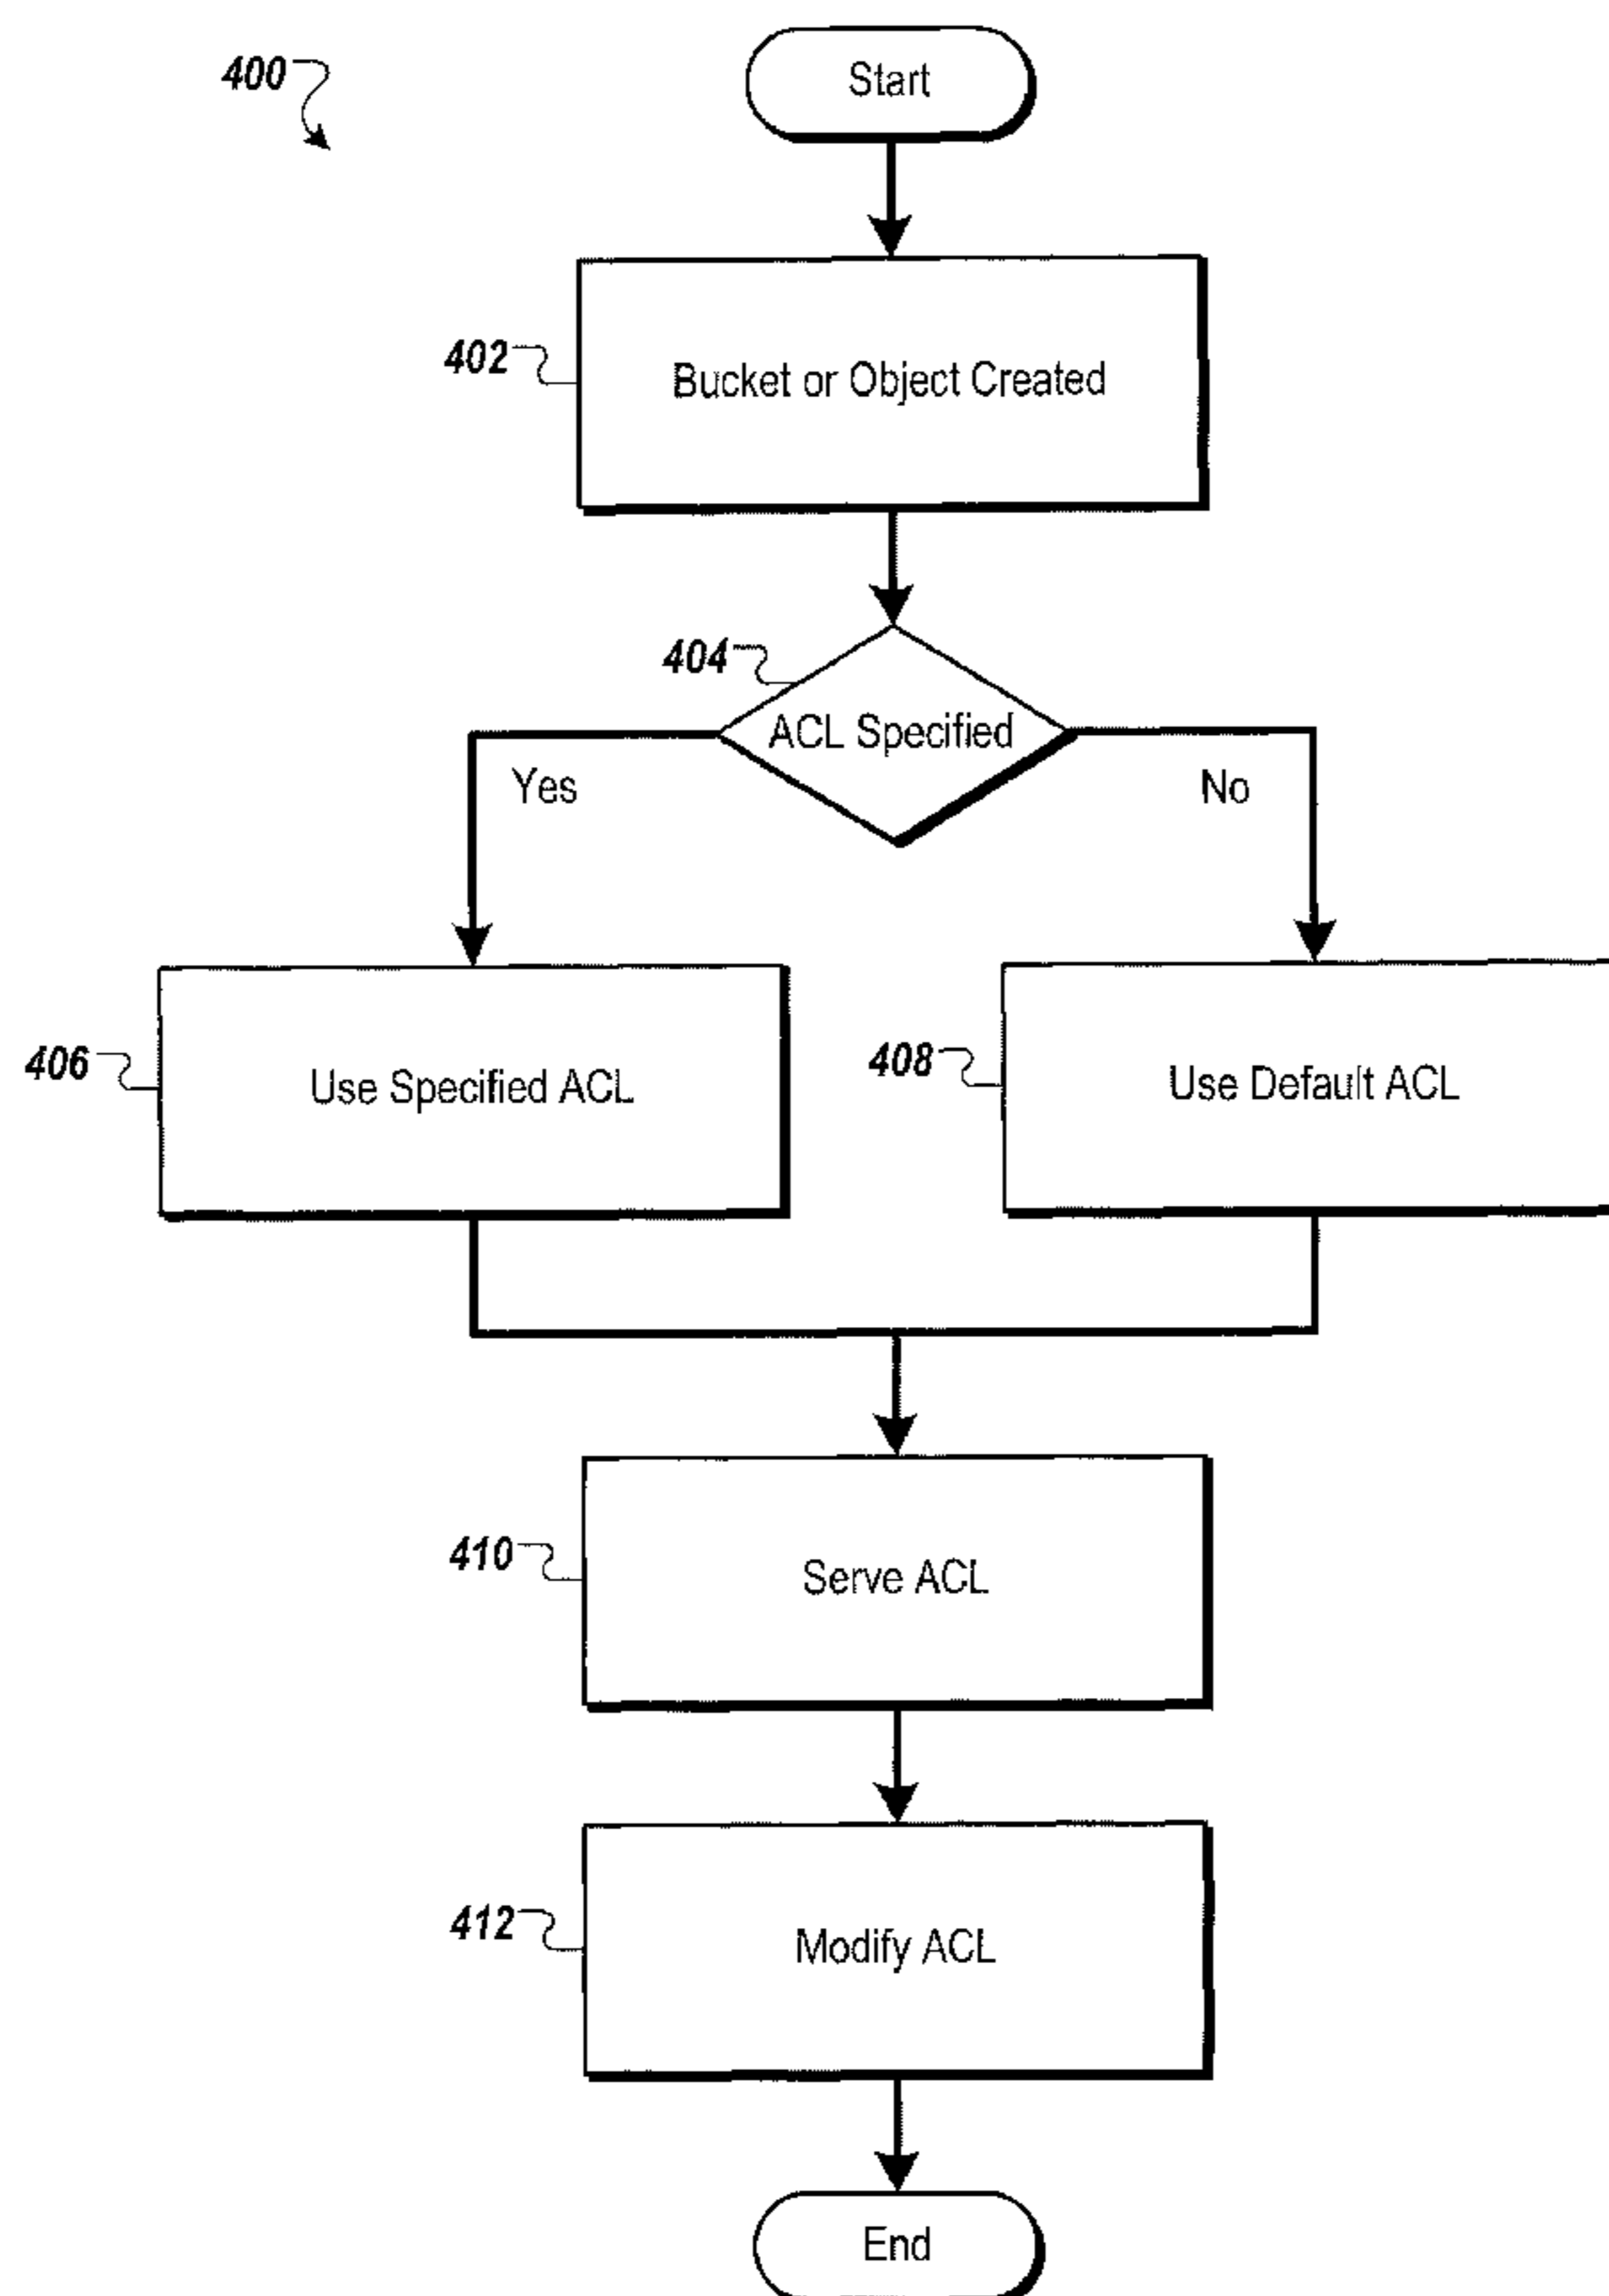 400
Start
402
Bucket or Object Created
404
ACL Specified
Yes
No
406
Use Specified ACL
408
Use Default ACL
410
Serve ACL
412
Modify ACL
End